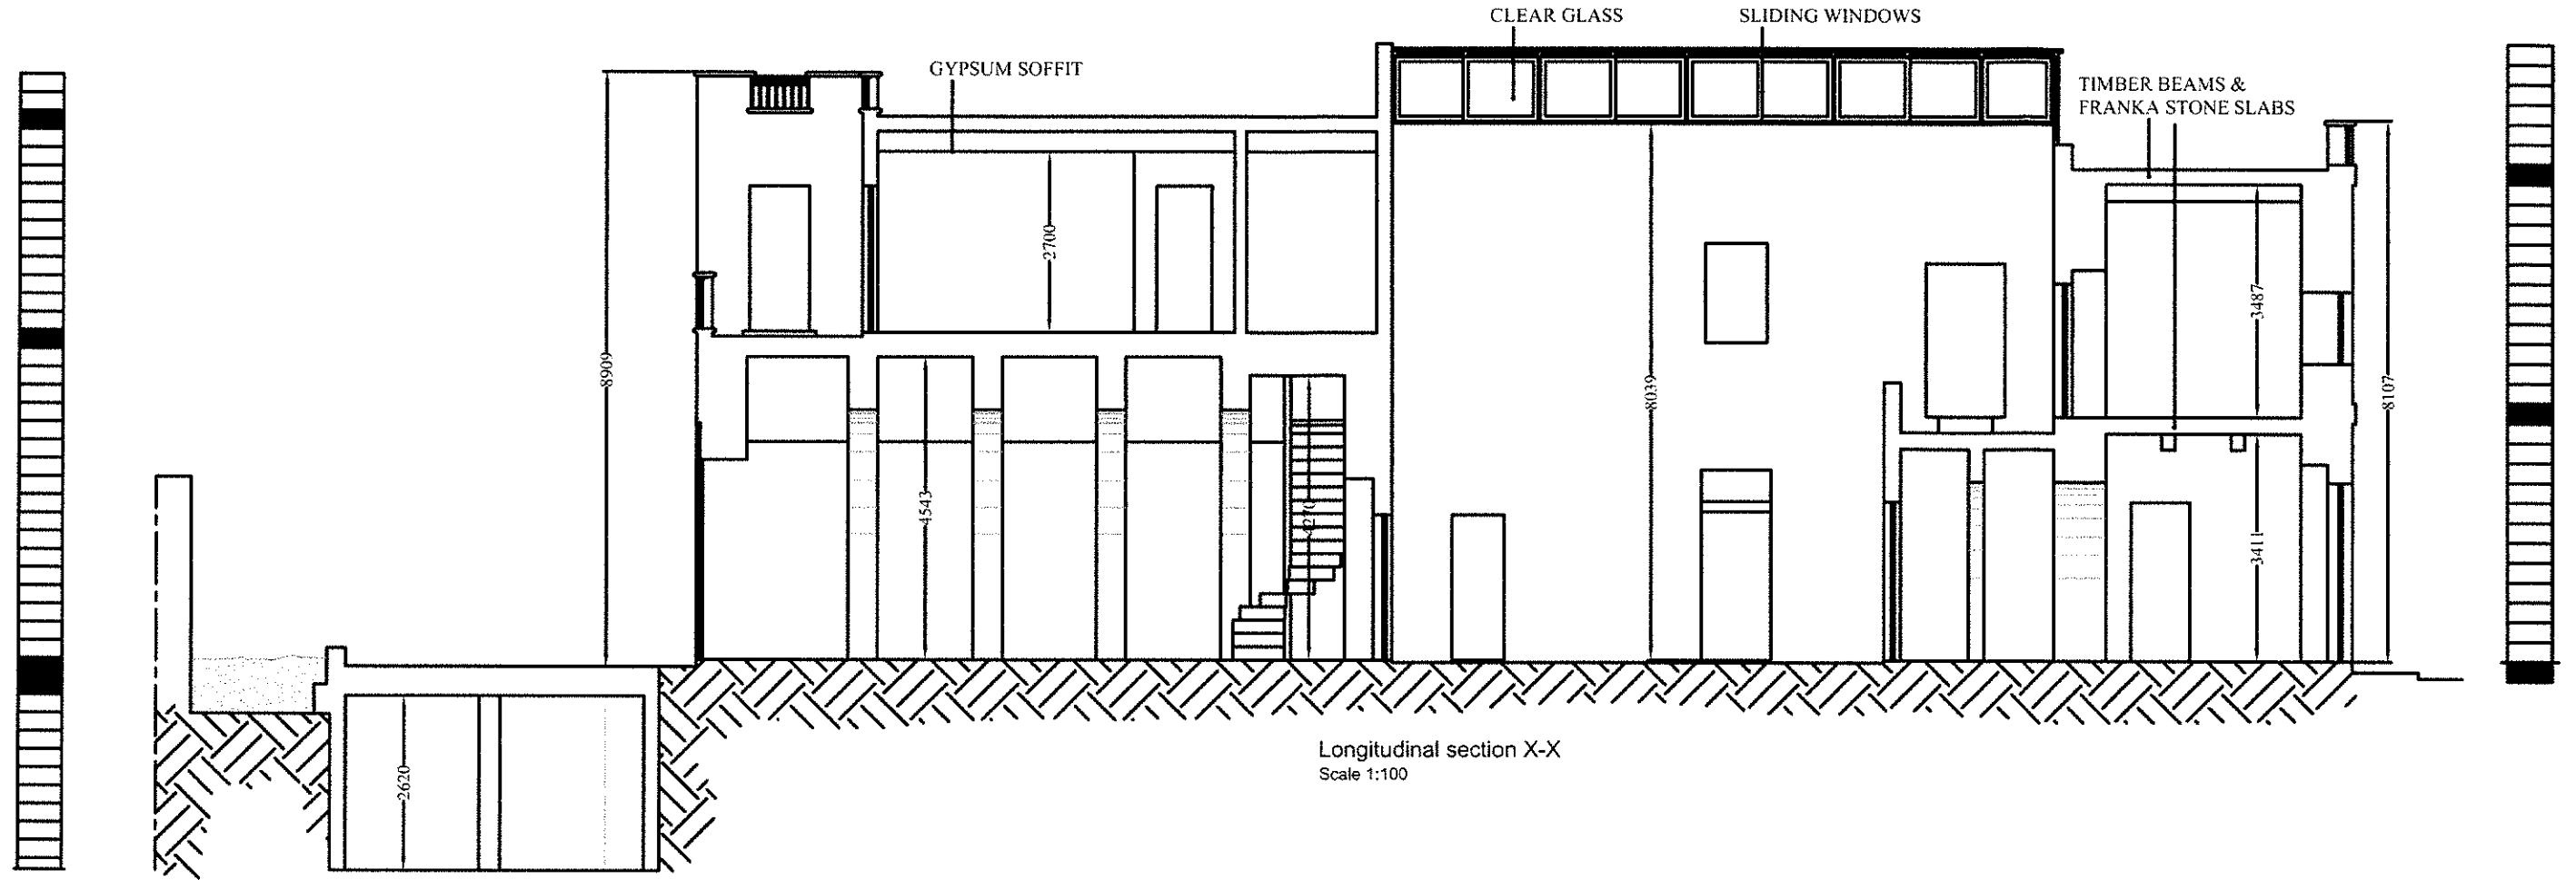 CLEAR GLASS
SLIDING WINDOWS
GYPSUM SOFFIT
TIMBER BEAMS &
FRANKA STONE SLABS
2700
3487
8909
8039
8107
4543
4270
3411
2620
Longitudinal section X-X
Scale 1:100